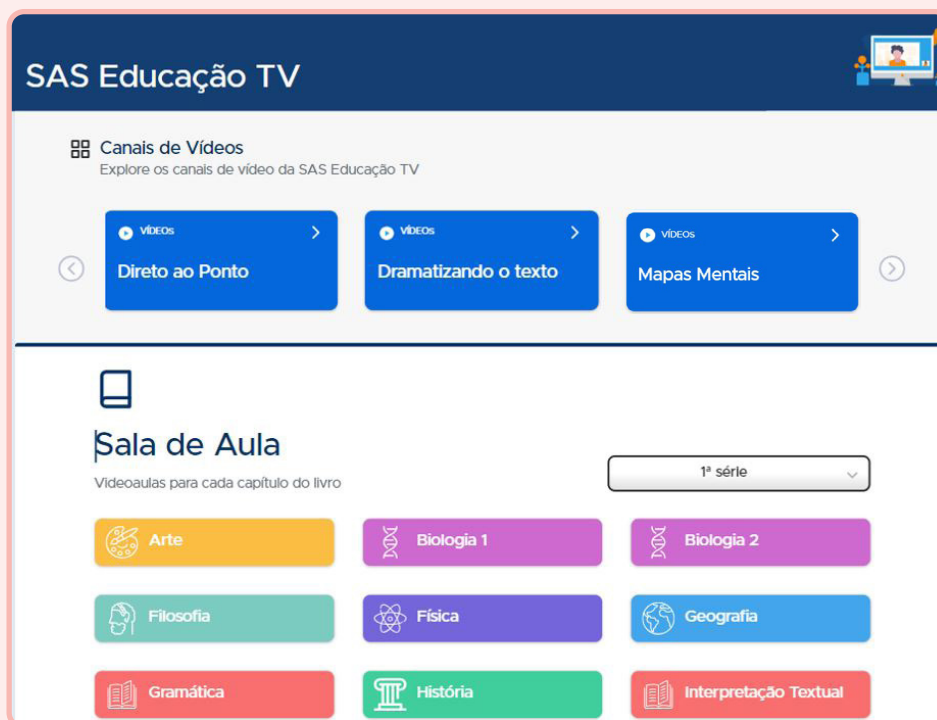 SAS Educação TV
Canais de Vídeos
Explore os canais de vídeo da SAS Educação TV
VÍDEOS
Direto ao Ponto
VÍDEOS
Dramatizando o texto
VÍDEOS
Mapas Mentais
Sala de Aula
Videoaulas para cada capítulo do livro
1ª série
Arte
Biologia 1
Biologia 2
Filosofia
Física
Geografia
Gramática
História
Interpretação Textual